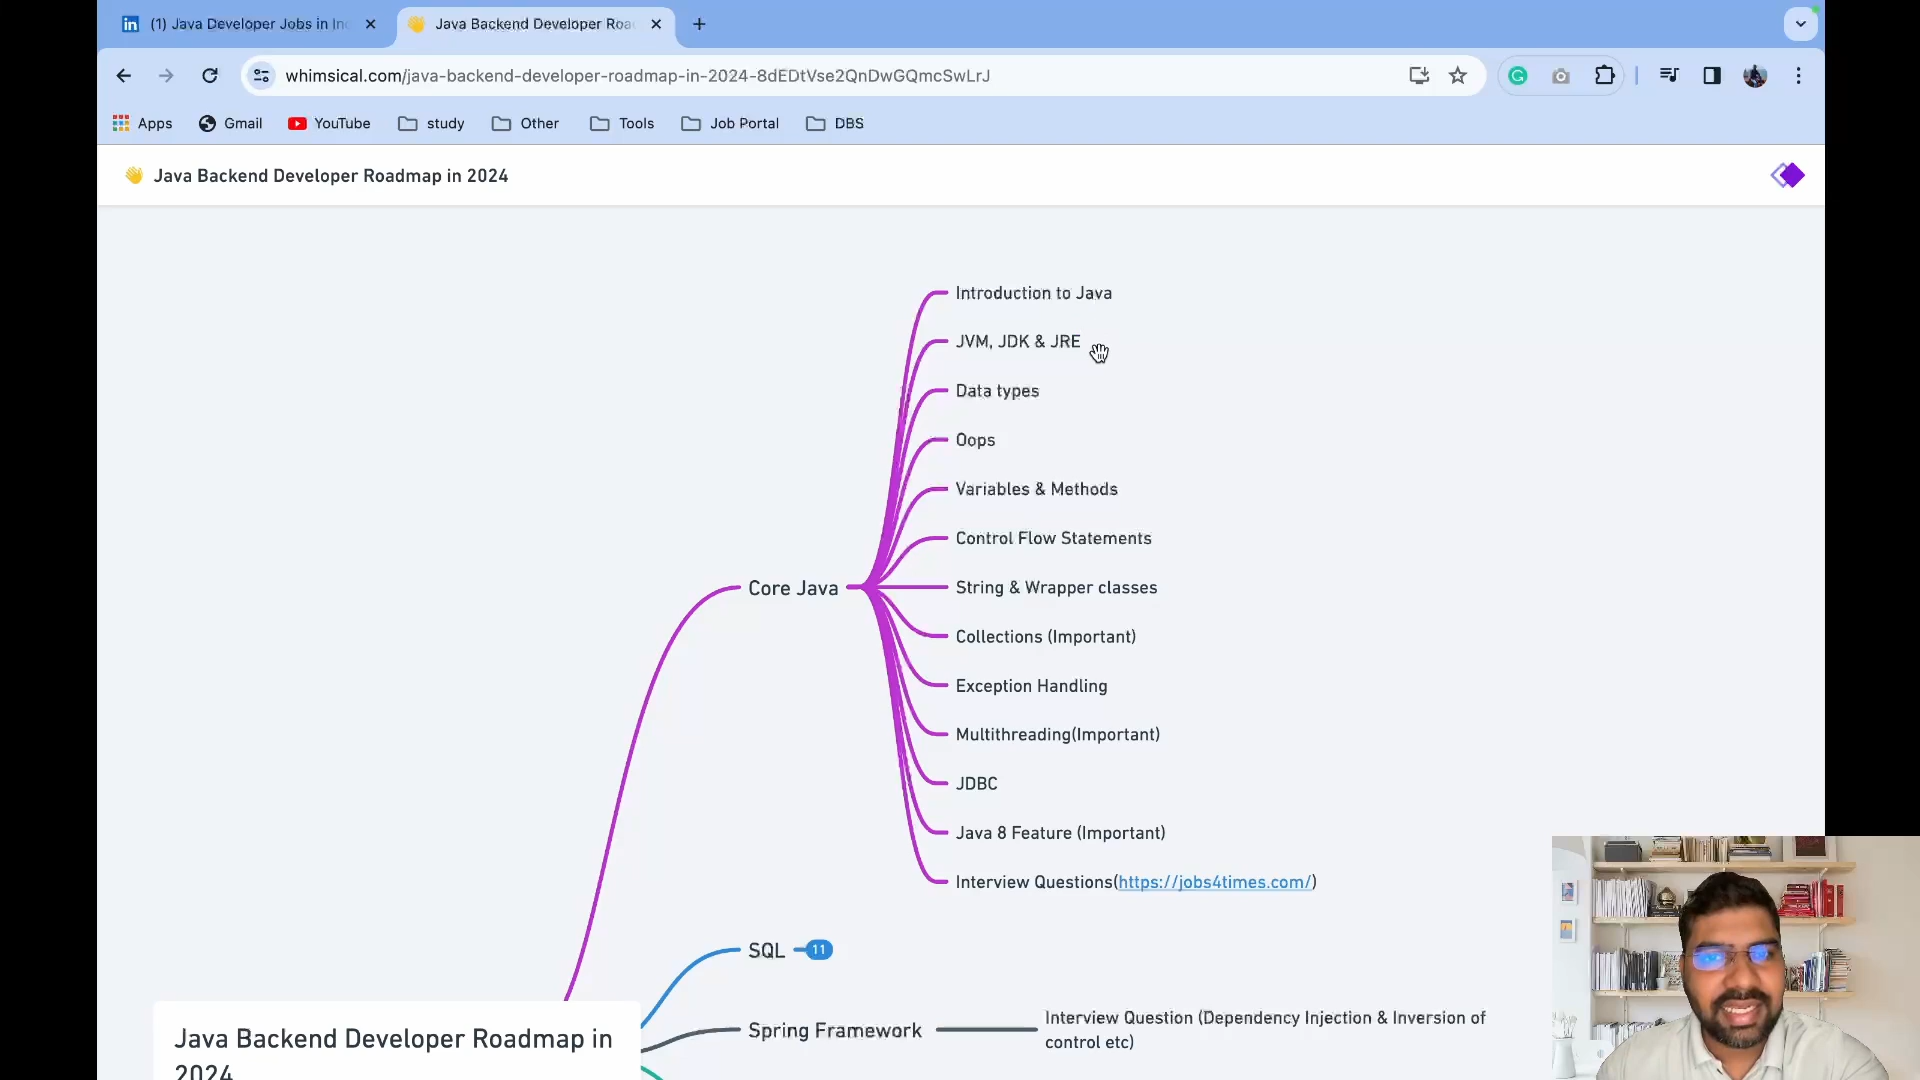 (1) Java Developer Jobs in Ind
Java Backend Developer Roa
whimsical.com/java-backend-developer-roadmap-in-2024-8dEDtVse2QnDwGQmcSwLrJ
Apps
Gmail
YouTube
study
Other
Tools
Job Portal
DBS
Java Backend Developer Roadmap in 2024
Introduction to Java
JVM, JDK & JRE
Data types
Oops
Variables & Methods
Control Flow Statements
Core Java
String & Wrapper classes
Collections (Important)
Exception Handling
Multithreading(Important)
JDBC
Java 8 Feature (Important)
Interview Questions(https://jobs4times.com/)
SQL
11
Spring Framework
Interview Question (Dependency Injection & Inversion of
control etc)
Java Backend Developer Roadmap in
2024